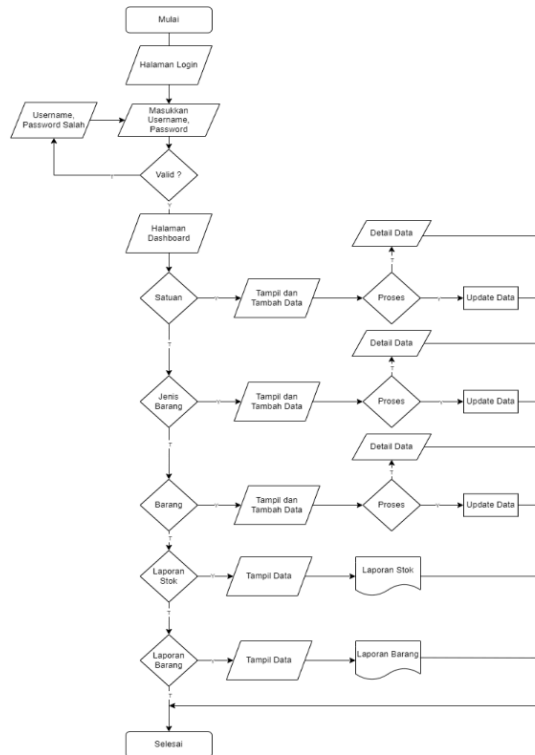 Mulai
Halaman Login
Username,
Password Salah
Masukkan
Username,
Password
Valid ?
T
Halaman
Dashboard
Detail Data
T
Satuan
Tampil dan
Tambah Data
Proses
Update Data
T
Detail Data
T
Jenis
Barang
Tampil dan
Tambah Data
Proses
Update Data
T
Detail Data
T
Barang
Tampil dan
Tambah Data
Proses
Update Data
T
Laporan
Stok
Tampil Data
Laporan Stok
T
Laporan
Barang
Tampil Data
Laporan Barang
T
Selesai